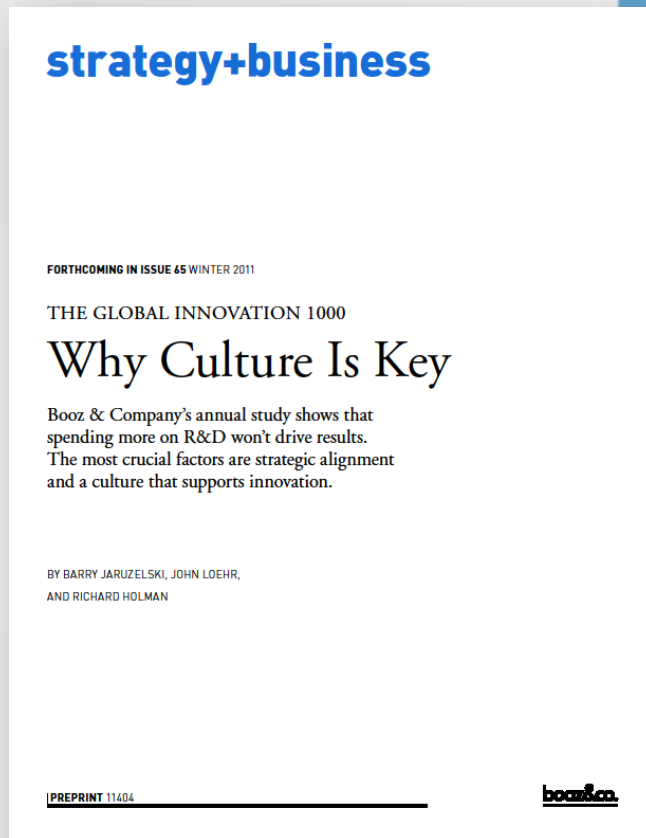 strategy+business
FORTHCOMING IN ISSUE 65 WINTER 2011
THE GLOBAL INNOVATION 1000
Why Culture Is Key
Booz & Company’s annual study shows that
spending more on R&D won’t drive results.
The most crucial factors are strategic alignment
and a culture that supports innovation.
BY BARRY JARUZELSKI, JOHN LOEHR,
AND RICHARD HOLMAN
PREPRINT 11404
booz&co.